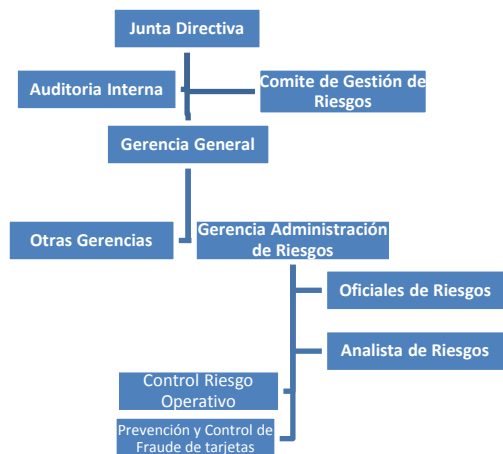 Junta Directiva
Auditoria Interna
Comite de Gestión de
Riesgos
Gerencia General
Otras Gerencias
Gerencia Administración
de Riesgos
Oficiales de Riesgos
Analista de Riesgos
Control Riesgo
Operativo
Prevención y Control de
Fraude de tarjetas